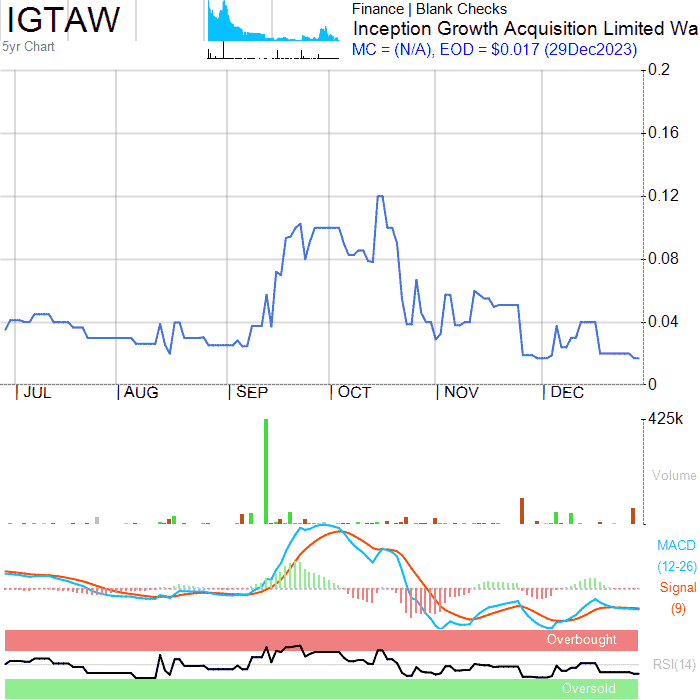 IGTAW
5yr Chart
Finance | Blank Checks
Inception Growth Acquisition Limited Wa
MC = (N/A), EOD = $0.017 (29Dec2023)
0.2
0.16
0.12
0.08
0.04
0
JUL AUG SEP OCT NOV DEC
425k
Volume
MACD
(12-26)
Signal
(9)
Overbought
RSI(14)
Oversold